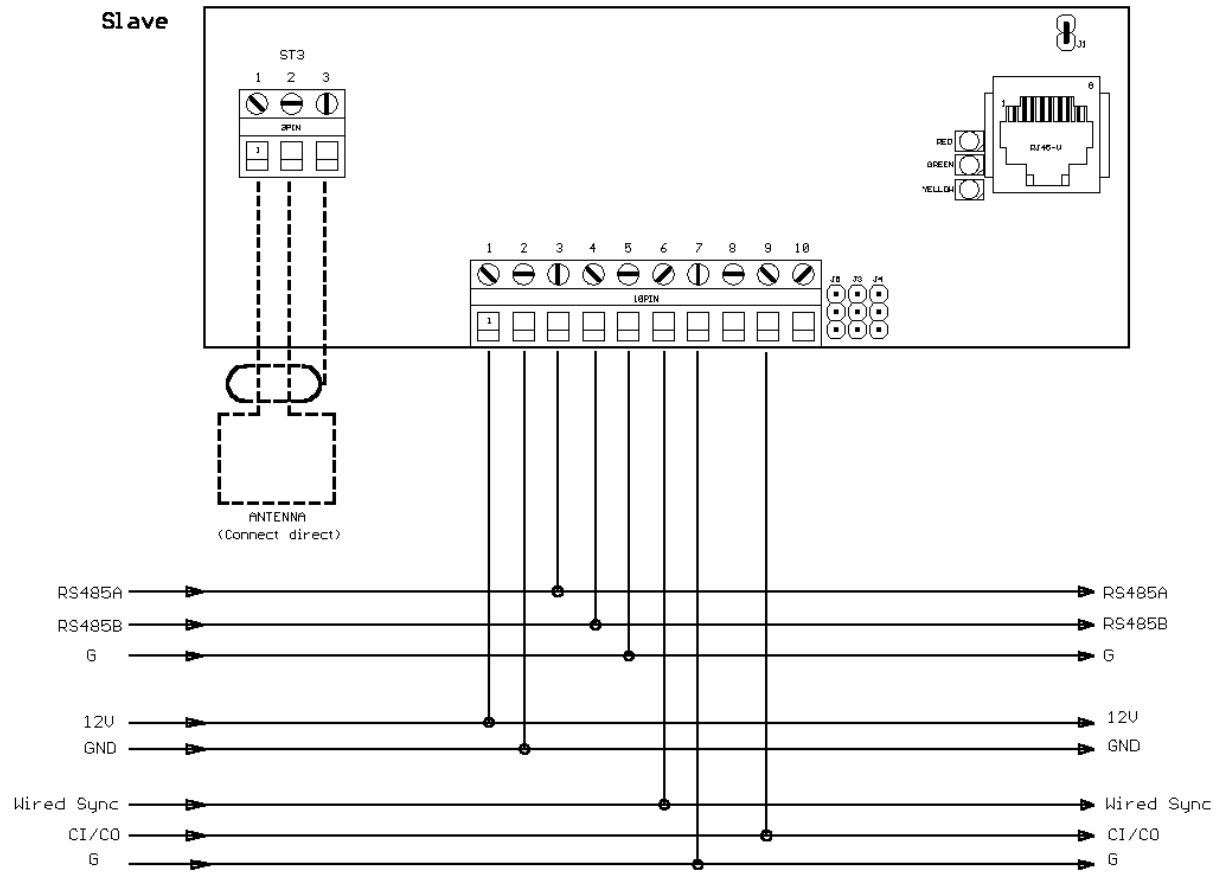 Slave
ST3
1 2 3
3PIN
1
J1
1 8
RJ45-V
RED
GREEN
YELLOW
1 2 3 4 5 6 7 8 9 10
10PIN
1
J6 J3 J4
ANTENNA
(Connect direct)
RS485A RS485A
RS485B RS485B
G G
12V 12V
GND GND
Wired Sync Wired Sync
CI/CO CI/CO
G G